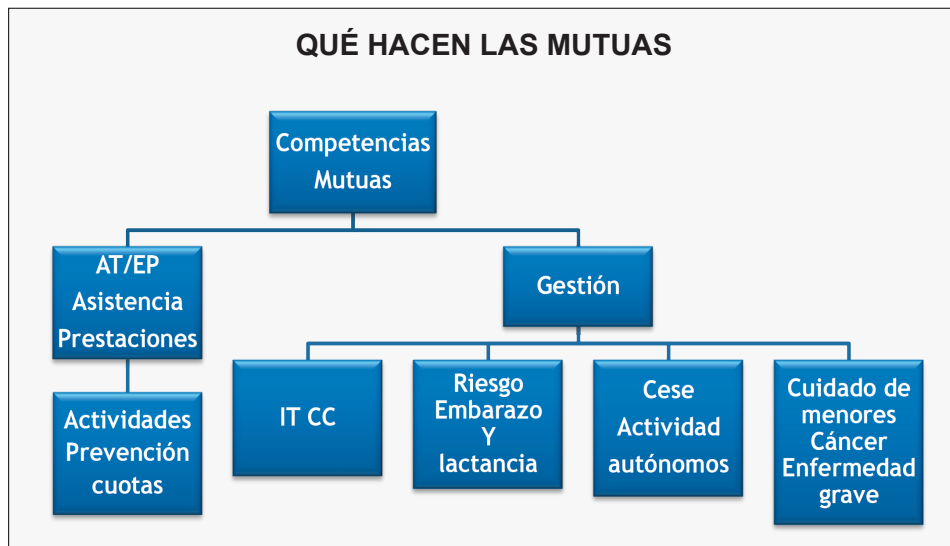 QUÉ HACEN LAS MUTUAS
Competencias
Mutuas
AT/EP
Asistencia
Prestaciones
Gestión
Actividades
Prevención
cuotas
IT CC
Riesgo
Embarazo
Y
lactancia
Cese
Actividad
autónomos
Cuidado de
menores
Cáncer
Enfermedad
grave